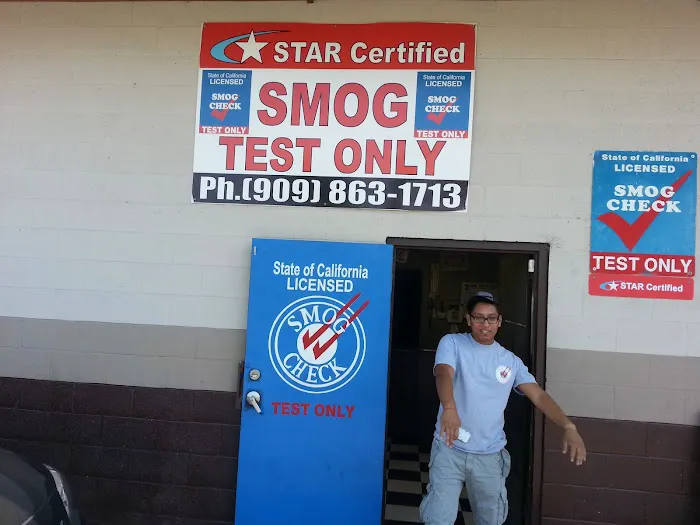 STAR Certified
State of California
LICENSED
SMOG
CHECK
TEST ONLY
SMOG
TEST ONLY
State of California
LICENSED
SMOG
CHECK
TEST ONLY
Ph.(909) 863-1713
State of California
LICENSED
SMOG
CHECK
TEST ONLY
State of California
LICENSED
SMOG
CHECK
TEST ONLY
STAR Certified